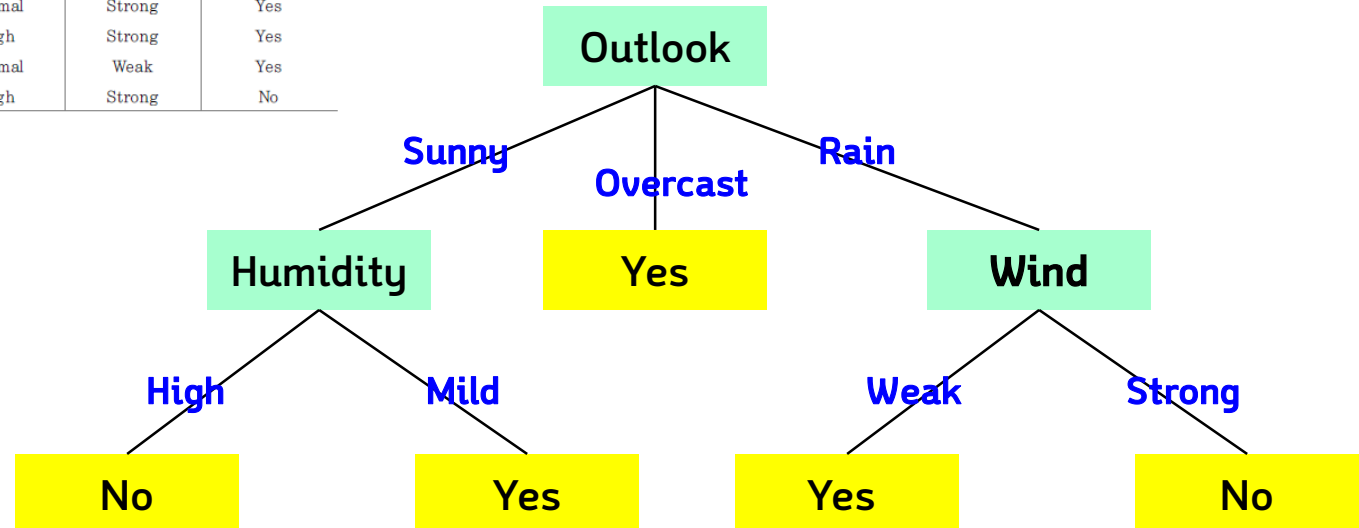 Strong Yes
Strong Yes
Weak Yes
Strong No
Outlook
Sunny
Overcast
Rain
Humidity
Yes
Wind
High
Mild
Weak
Strong
No
Yes
Yes
No